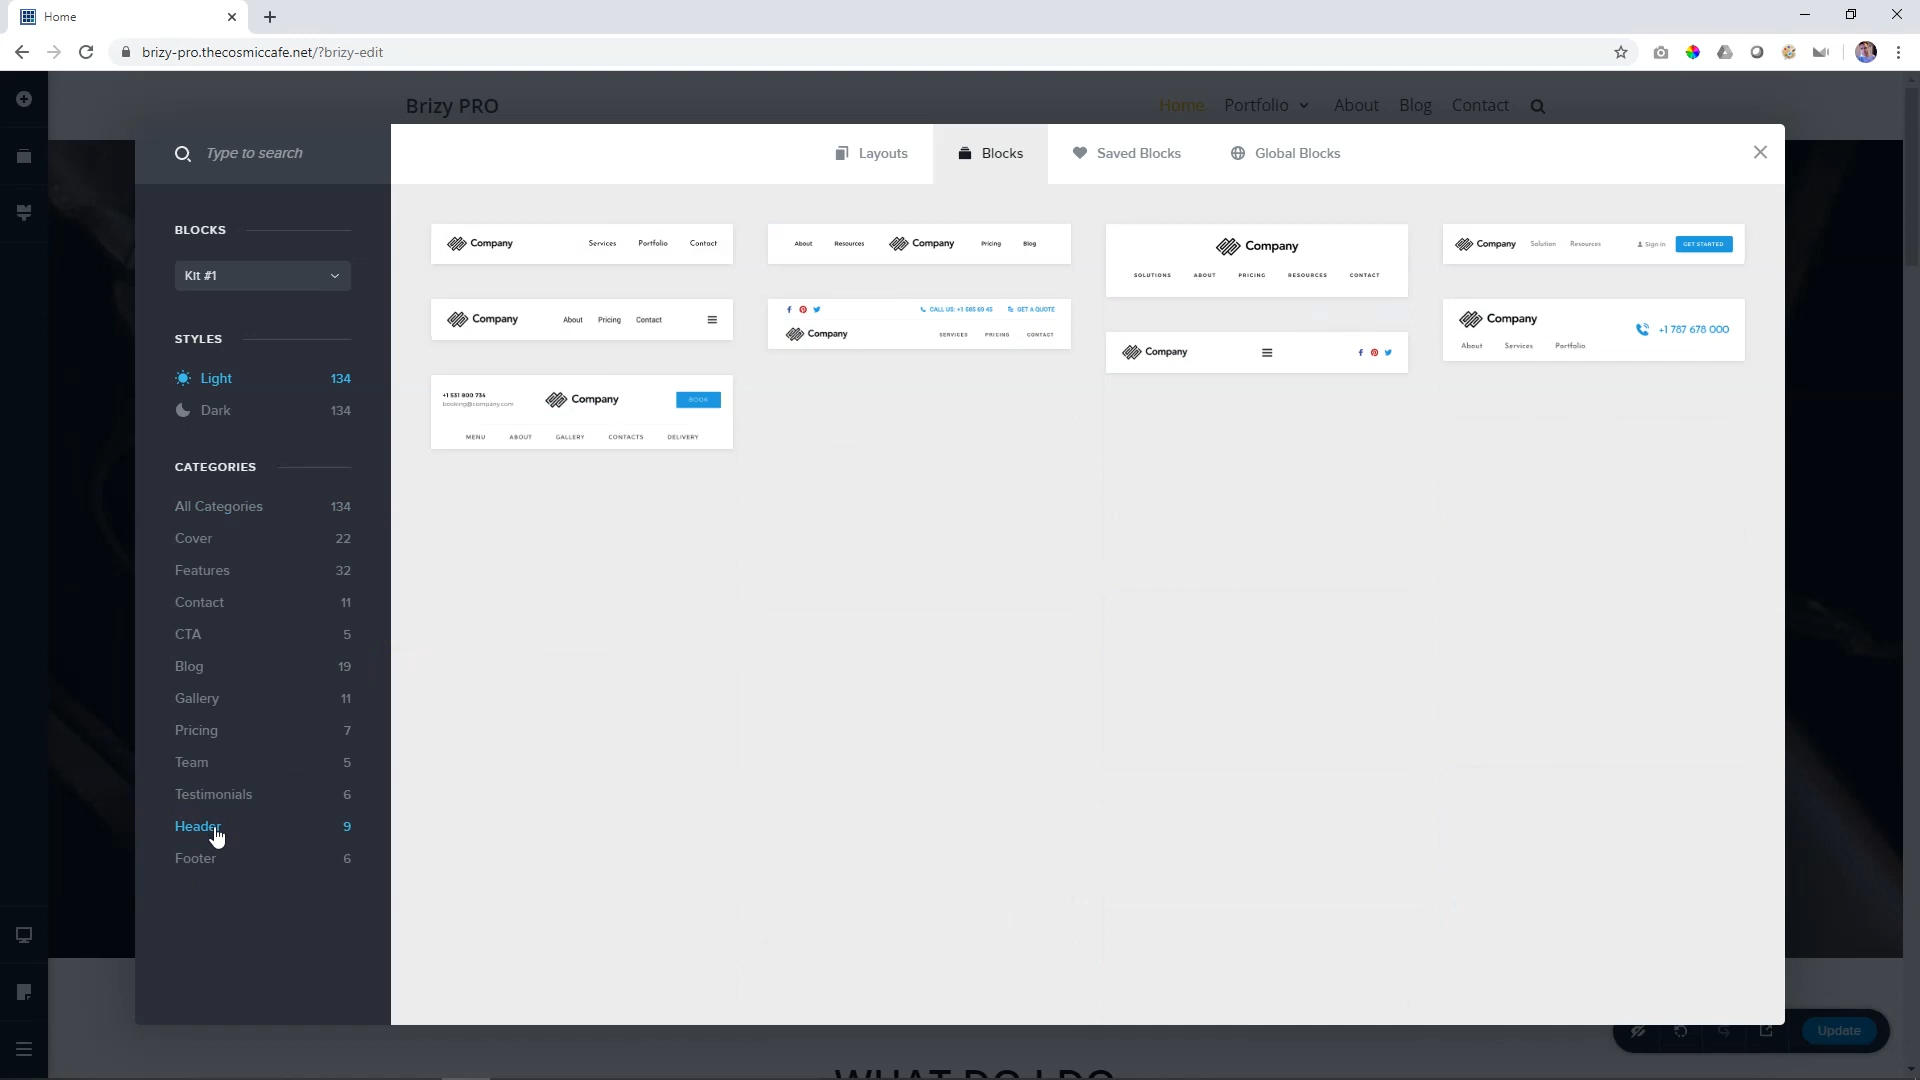 Home
brizy-pro.thecosmiccafe.net/?brizy-edit
Brizy PRO
Home Portfolio About Blog Contact
Type to search
Layouts Blocks Saved Blocks Global Blocks
BLOCKS
Kit #1
STYLES
Light 134
Dark 134
CATEGORIES
All Categories 134
Cover 22
Features 32
Contact 11
CTA 5
Blog 19
Gallery 11
Pricing 7
Team 5
Testimonials 6
Header 9
Footer 6
Company Services Portfolio Contact
About Resources Company Pricing Blog
Company
SOLUTIONS ABOUT PRICING RESOURCES CONTACT
Company Solution Resources Sign in GET STARTED
Company About Pricing Contact
CALL US: +1 585 69 45 GET A QUOTE
Company SERVICES PRICING CONTACT
Company
Company
+1 787 678 000
About Services Portfolio
+1 531 800 734
booking@company.com
Company
BOOK
MENU ABOUT GALLERY CONTACTS DELIVERY
Update
WHAT DO I DO